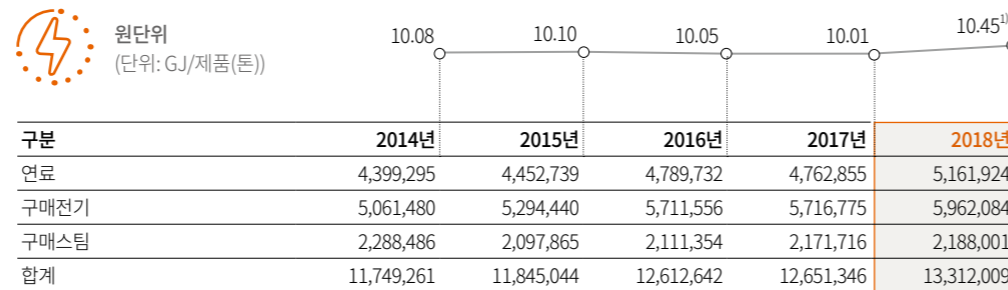 원단위
(단위: GJ/제품(톤))
10.08 10.10 10.05 10.01 10.45¹⁾
구분 2014년 2015년 2016년 2017년 2018년
연료 4,399,295 4,452,739 4,789,732 4,762,855 5,161,924
구매전기 5,061,480 5,294,440 5,711,556 5,716,775 5,962,084
구매스팀 2,288,486 2,097,865 2,111,354 2,171,716 2,188,001
합계 11,749,261 11,845,044 12,612,642 12,651,346 13,312,009